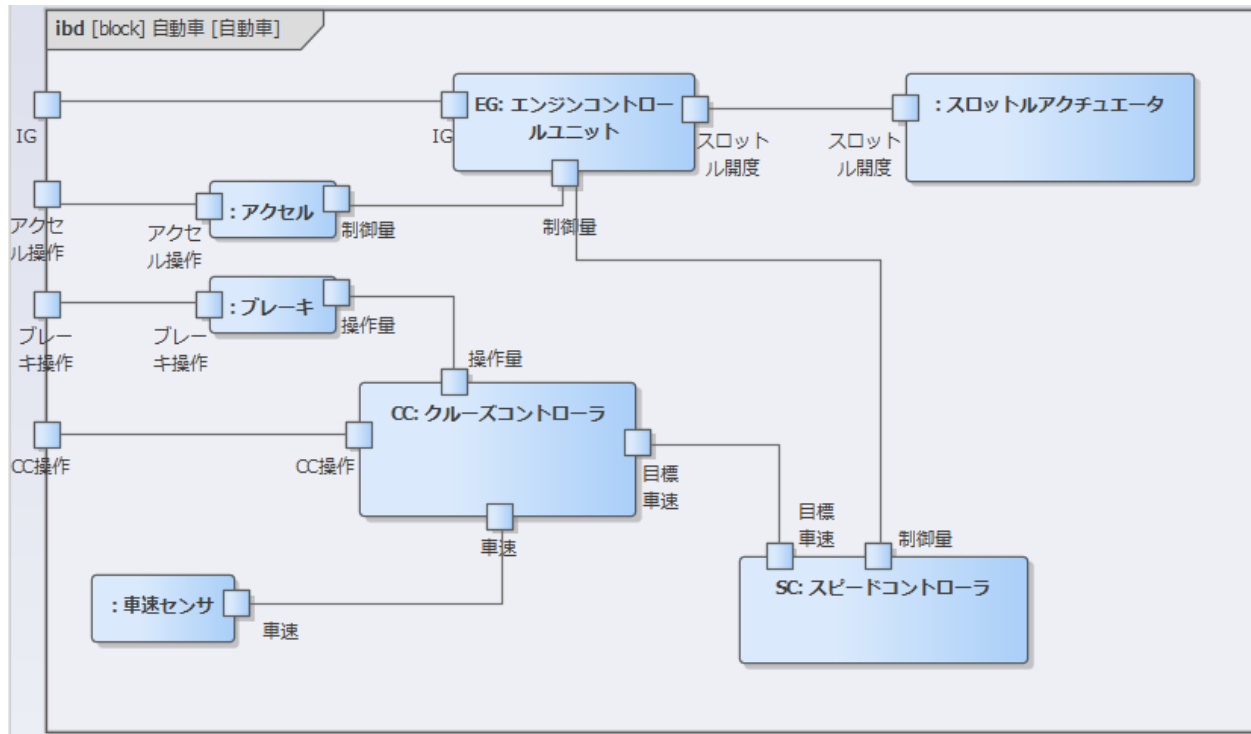 ibd [block] 自動車 [自動車]
IG
IG
EG: エンジンコントロー
ルユニット
スロット
ル開度
スロット
ル開度
: スロットルアクチュエータ
アクセ
ル操作
アクセ
ル操作
: アクセル
制御量
制御量
ブレー
キ操作
ブレー
キ操作
: ブレーキ
操作量
操作量
CC操作
CC操作
CC: クルーズコントローラ
目標
車速
車速
目標
車速
制御量
SC: スピードコントローラ
: 車速センサ
車速